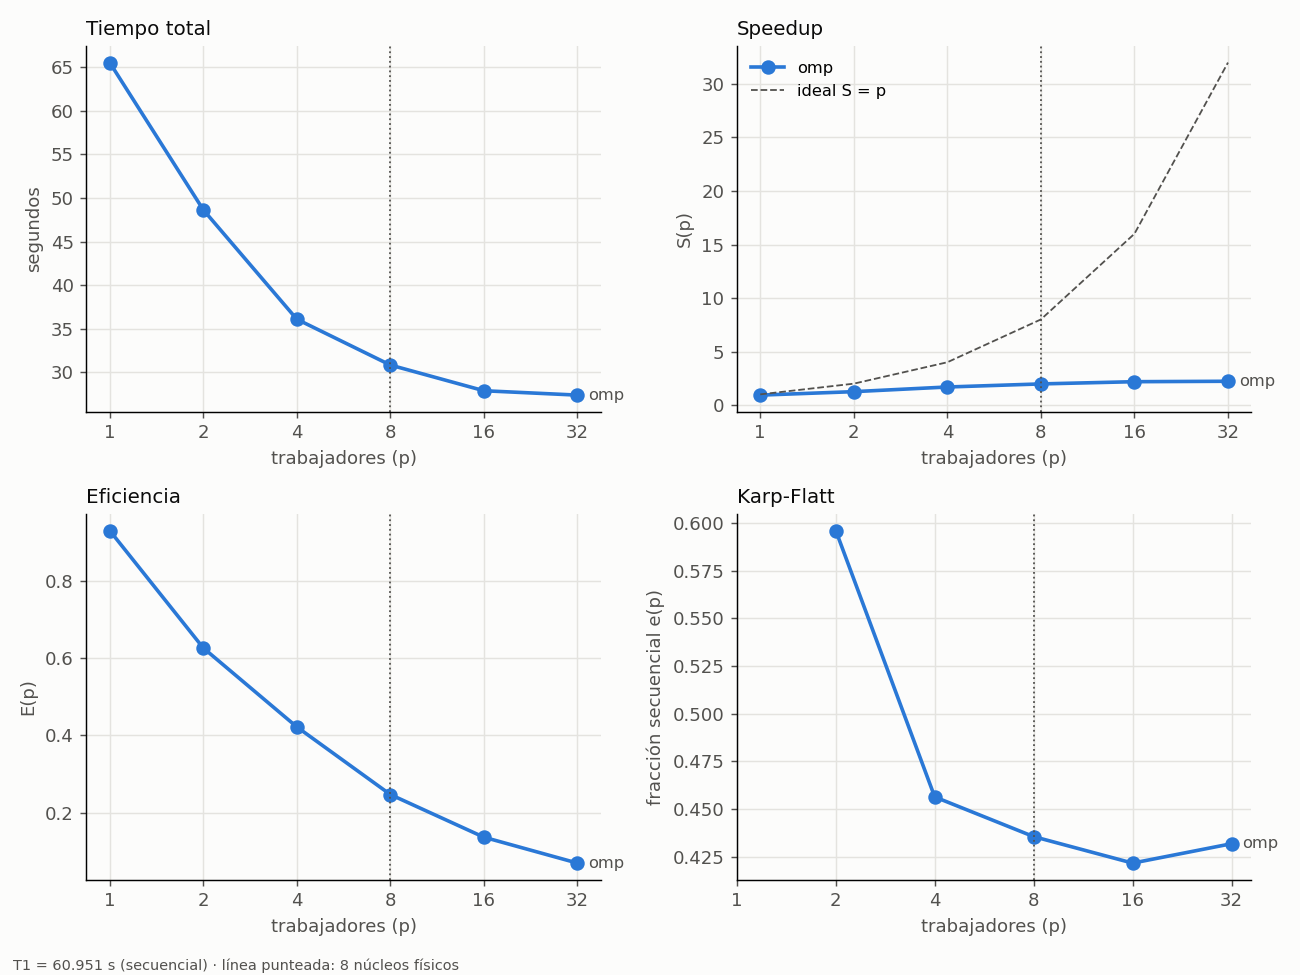 Tiempo total
65
60
55
50
45
40
35
30
segundos
1 2 4 8 16 32
omp
trabajadores (p)
Speedup
omp
ideal S = p
30
25
20
15
10
5
0
S(p)
1 2 4 8 16 32
omp
trabajadores (p)
Eficiencia
0.8
0.6
0.4
0.2
E(p)
1 2 4 8 16 32
omp
trabajadores (p)
Karp-Flatt
0.600
0.575
0.550
0.525
0.500
0.475
0.450
0.425
fracción secuencial e(p)
1 2 4 8 16 32
omp
trabajadores (p)
T1 = 60.951 s (secuencial) · línea punteada: 8 núcleos físicos